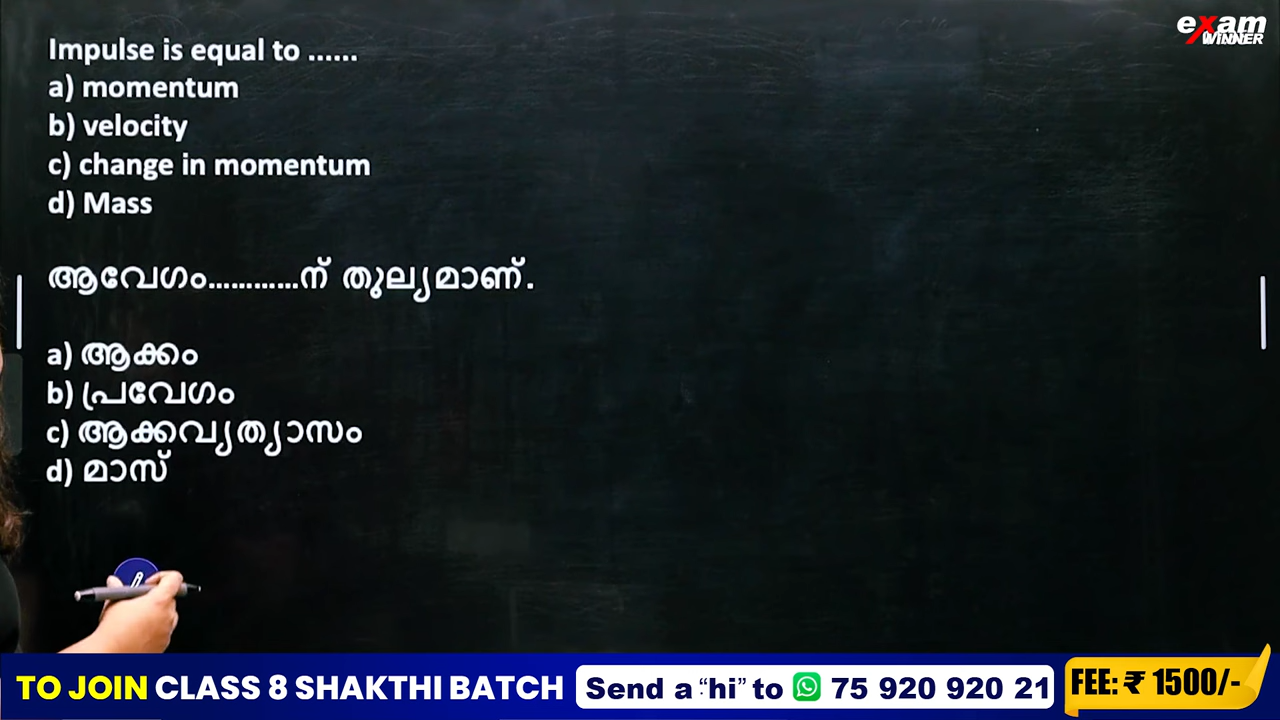 exam
WINNER
Impulse is equal to ......
a) momentum
b) velocity
c) change in momentum
d) Mass
ആവേഗം............ന് തുല്യമാണ്.
a) ആക്കം
b) പ്രവേഗം
c) ആക്കവ്യത്യാസം
d) മാസ്
TO JOIN CLASS 8 SHAKTHI BATCH Send a “hi” to 75 920 920 21 FEE: ₹ 1500/-